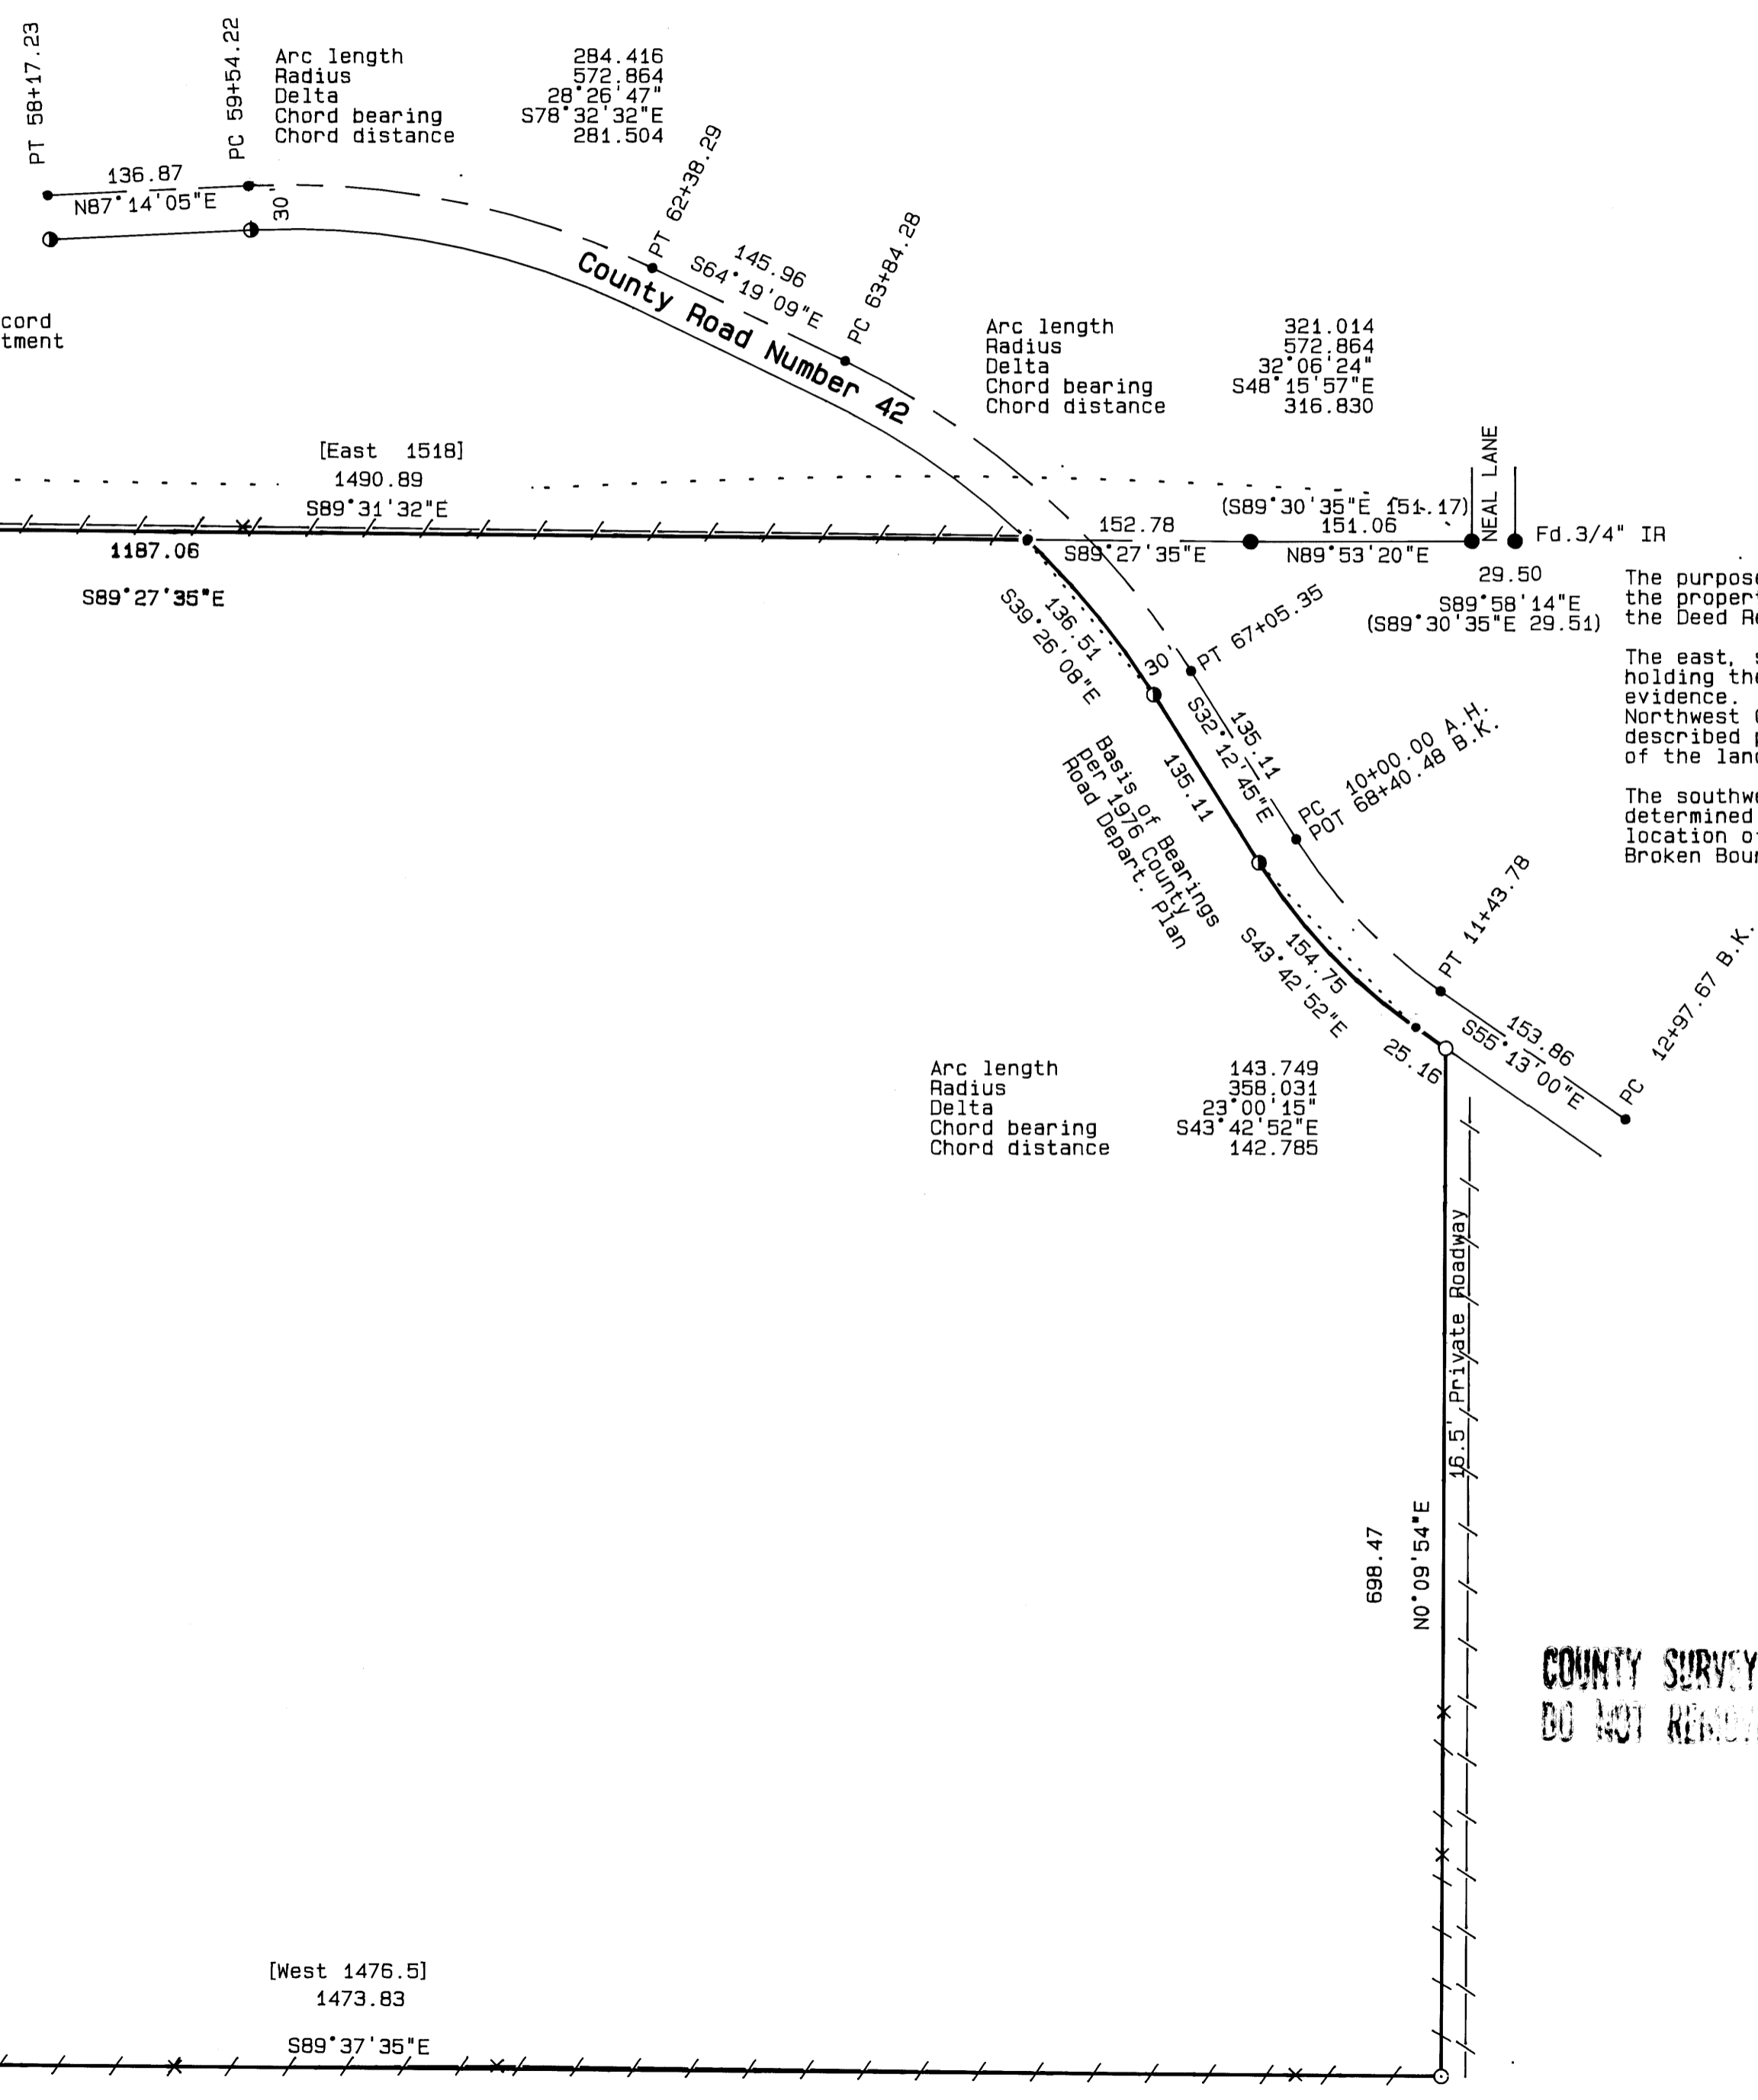 PT 58+17.23
PC 59+54.22
Arc length 284.416
Radius 572.864
Delta 28°26'47"
Chord bearing S78°32'32"E
Chord distance 281.504
136.87
N87°14'05"E
30'
PT 62+38.29
145.96
S64°19'09"E
PC 63+84.28
County Road Number 42
cord
tment
Arc length 321.014
Radius 572.864
Delta 32°06'24"
Chord bearing S48°15'57"E
Chord distance 316.830
[East 1518]
1490.89
S89°31'32"E
1187.06
S89°27'35"E
NEAL LANE
(S89°30'35"E 151.17)
152.78
S89°27'35"E
151.06
N89°53'20"E
Fd.3/4" IR
29.50
S89°58'14"E
(S89°30'35"E 29.51)
The purpose
the propert
the Deed Re
The east, s
holding the
evidence.
Northwest
described p
of the land
The southwe
determined
location of
Broken Boun
136.51
S39°26'08"E
30'
PT 67+05.35
135.11
S32°12'45"E
135.11
Basis of Bearings
per 1976 County
Road Depart. Plan
PC 10+00.00 A.H.
POT 68+40.48 B.K.
154.75
S43°42'52"E
PT 11+43.78
25.16
153.86
S55°13'00"E
PC 12+97.67 B.K.
Arc length 143.749
Radius 358.031
Delta 23°00'15"
Chord bearing S43°42'52"E
Chord distance 142.785
16.5' Private Roadway
698.47
N0°09'54"E
COUNTY SURVEY
DO NOT REMOV
[West 1476.5]
1473.83
S89°37'35"E